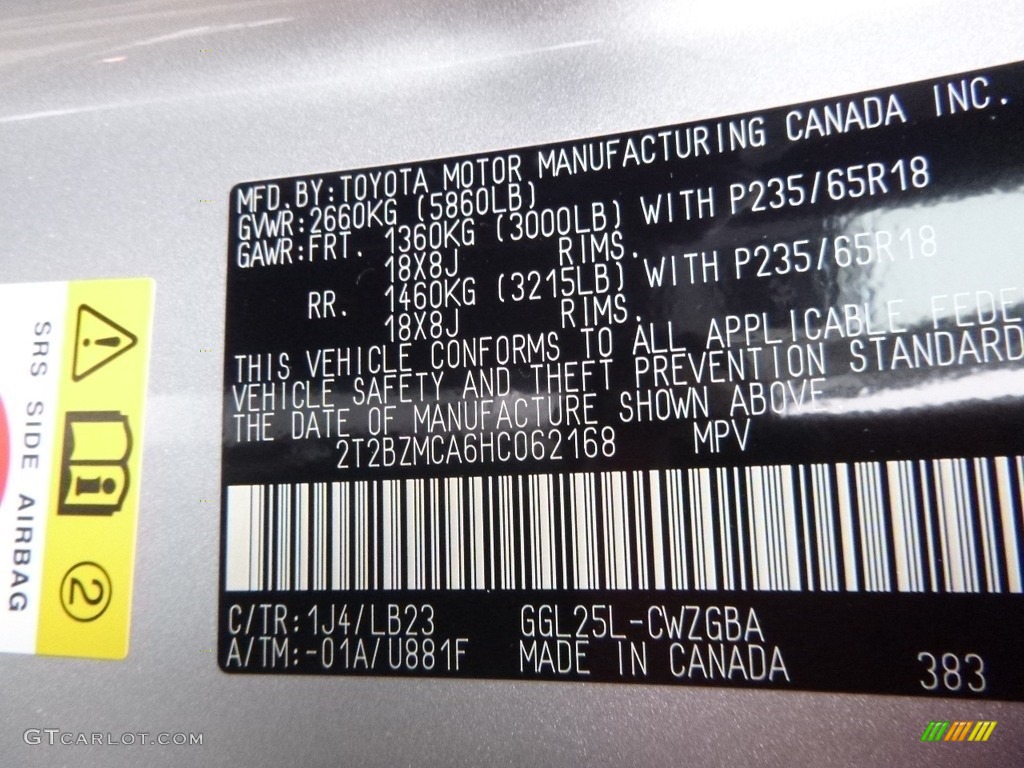 MFD.BY:TOYOTA MOTOR MANUFACTURING CANADA INC.
GVWR:2660KG (5860LB)
GAWR:FRT. 1360KG (3000LB) WITH P235/65R18
18X8J RIMS.
RR. 1460KG (3215LB) WITH P235/65R18
18X8J RIMS.
THIS VEHICLE CONFORMS TO ALL APPLICABLE FEDE
VEHICLE SAFETY AND THEFT PREVENTION STANDARD
THE DATE OF MANUFACTURE SHOWN ABOVE
2T2BZMCA6HC062168 MPV
C/TR:1J4/LB23 GGL25L-CWZGBA
A/TM:-01A/U881F MADE IN CANADA 383
SRS SIDE AIRBAG
2
GTCARLOT.COM